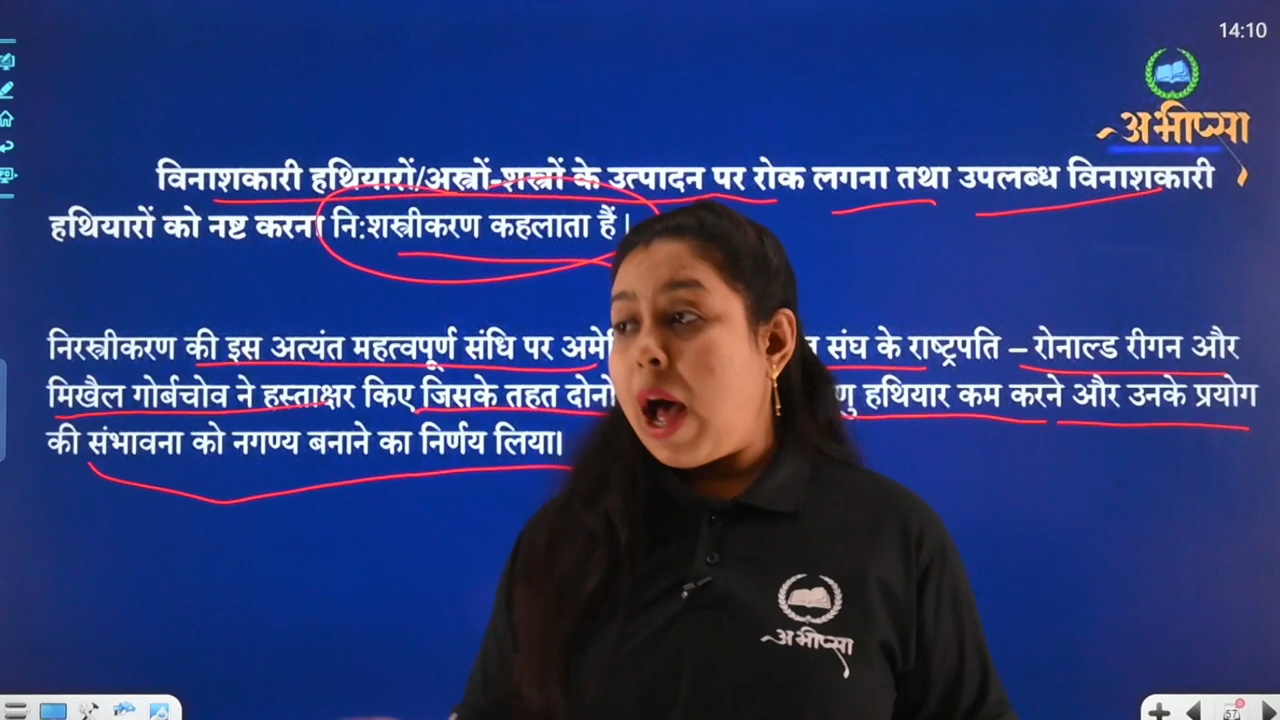 14:10
अभीप्सा
विनाशकारी हथियारों/अस्त्रों-शस्त्रों के उत्पादन पर रोक लगना तथा उपलब्ध विनाशकारी
हथियारों को नष्ट करना नि:शस्त्रीकरण कहलाता हैं।
निरस्त्रीकरण की इस अत्यंत महत्वपूर्ण संधि पर संघ के राष्ट्रपति – रोनाल्ड रीगन और
मिखैल गोर्बचोव ने हस्ताक्षर किए जिसके तहत हथियार कम करने और उनके प्रयोग
की संभावना को नगण्य बनाने का निर्णय लिया।
अभीप्सा
57